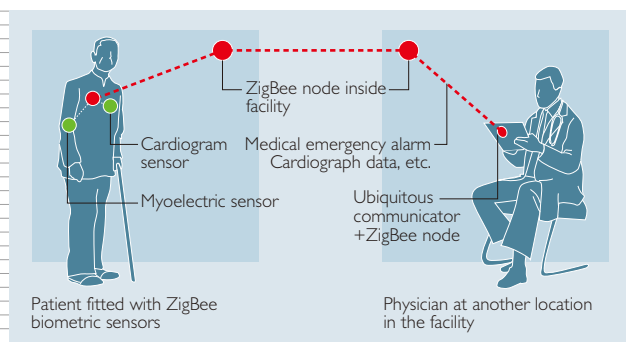 ZigBee node inside
facility
Cardiogram
sensor
Medical emergency alarm
Cardiograph data, etc.
Myoelectric sensor
Ubiquitous
communicator
+ZigBee node
Patient fitted with ZigBee
biometric sensors
Physician at another location
in the facility